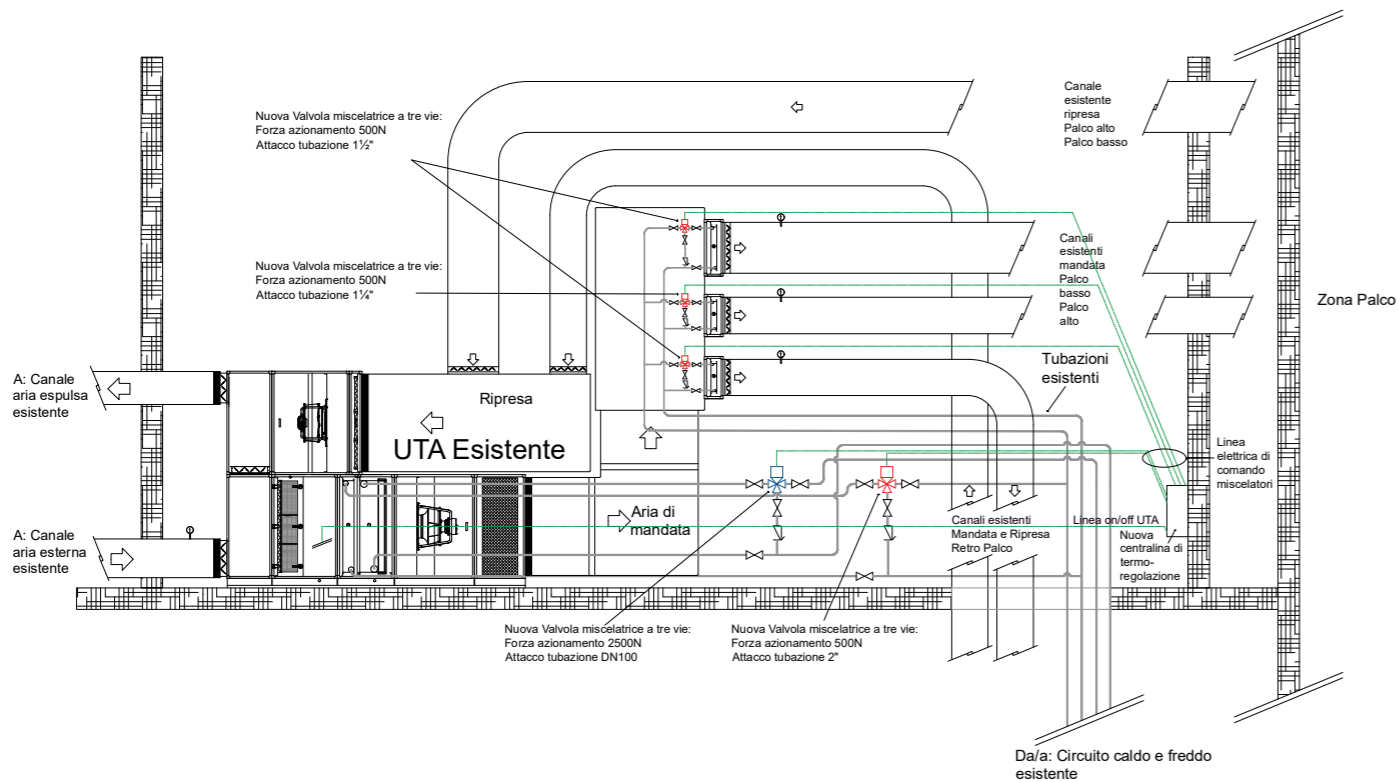 Nuova Valvola miscelatrice a tre vie:
Forza azionamento 500N
Attacco tubazione 1½"
Canale
esistente
ripresa
Palco alto
Palco basso
Nuova Valvola miscelatrice a tre vie:
Forza azionamento 500N
Attacco tubazione 1¼"
Canali
esistenti
mandata
Palco
basso
Palco
alto
Zona Palco
A: Canale
aria espulsa
esistente
Ripresa
UTA Esistente
Tubazioni
esistenti
Linea
elettrica di
comando
miscelatori
A: Canale
aria esterna
esistente
Aria di
mandata
Canali esistenti
Mandata e Ripresa
Retro Palco
Linea on/off UTA
Nuova
centralina di
termo-
regolazione
Nuova Valvola miscelatrice a tre vie:
Forza azionamento 2500N
Attacco tubazione DN100
Nuova Valvola miscelatrice a tre vie:
Forza azionamento 500N
Attacco tubazione 2"
Da/a: Circuito caldo e freddo
esistente